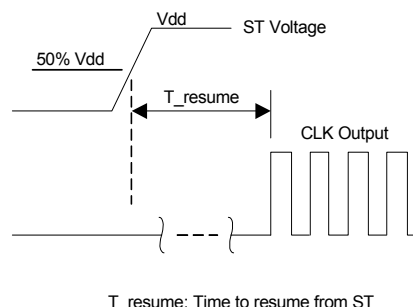 Vdd
ST Voltage
50% Vdd
T_resume
CLK Output
T_resume: Time to resume from ST